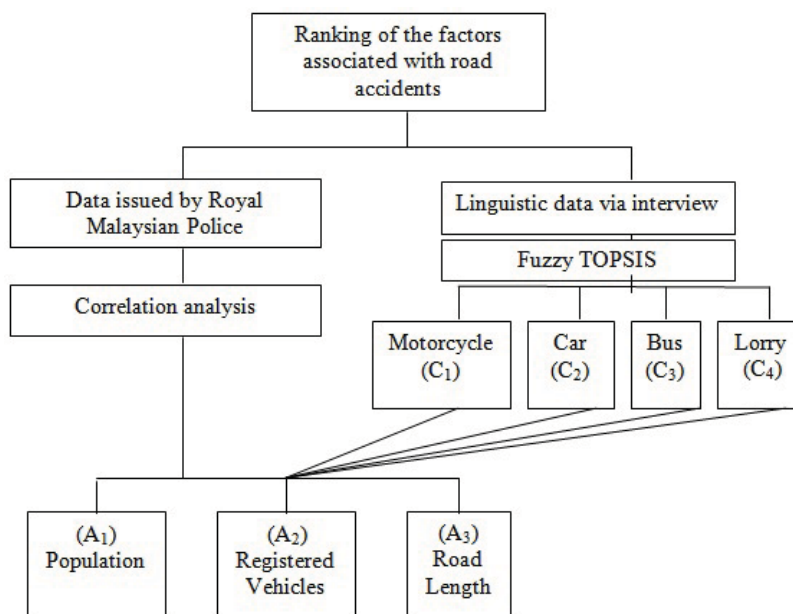 Ranking of the factors
associated with road
accidents
Data issued by Royal
Malaysian Police
Linguistic data via interview
Fuzzy TOPSIS
Correlation analysis
Motorcycle
(C₁)
Car
(C₂)
Bus
(C₃)
Lorry
(C₄)
(A₁)
Population
(A₂)
Registered
Vehicles
(A₃)
Road
Length